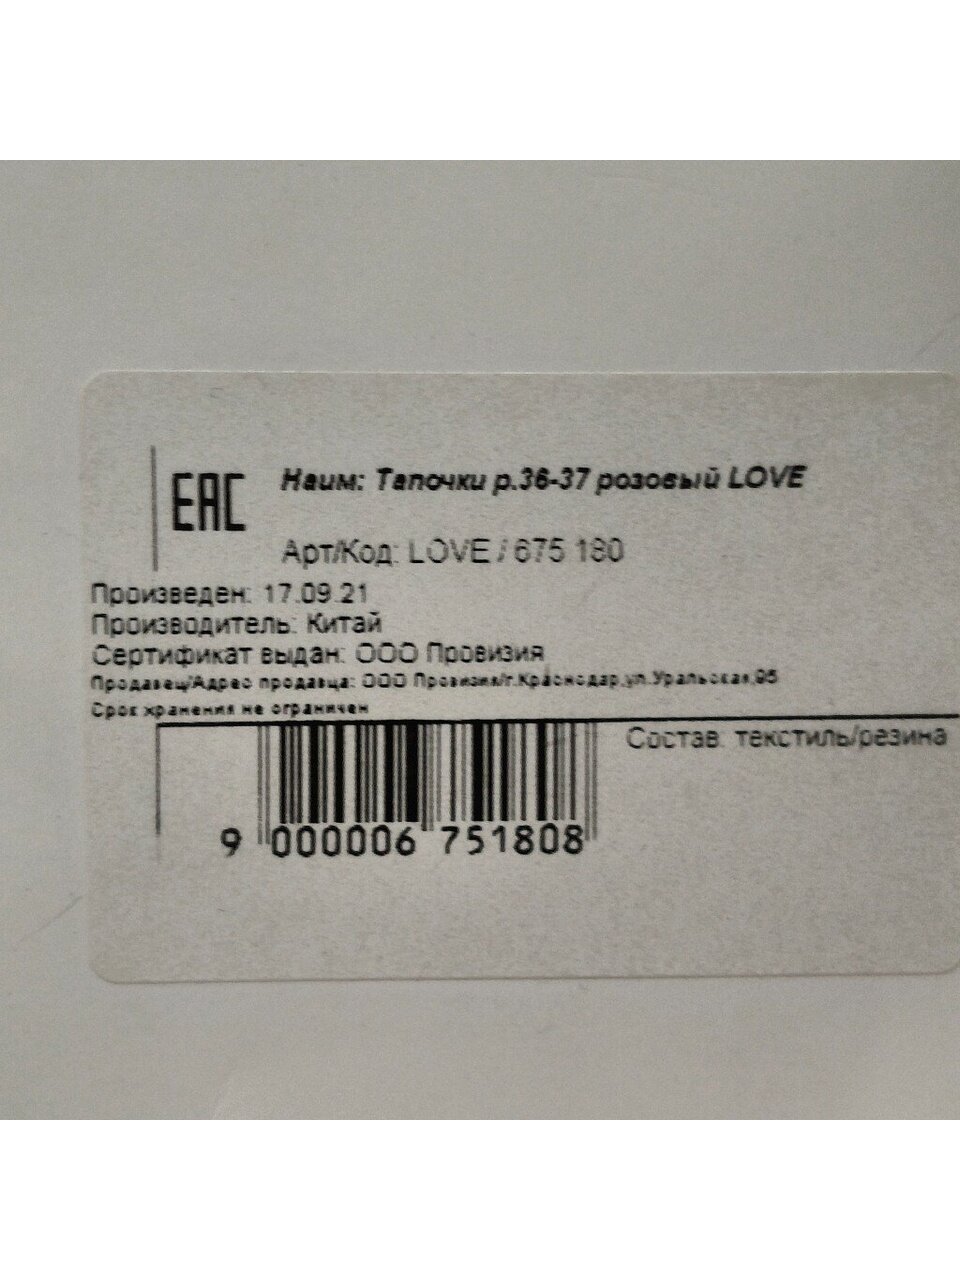 EAC
Наим: Тапочки р.36-37 розовый LOVE
Арт/Код: LOVE / 675 180
Произведен: 17.09.21
Производитель: Китай
Сертификат выдан: ООО Провизия
Продавец/Адрес продавца: ООО Провизия/г.Краснодар,ул.Уральская,95
Срок хранения не ограничен
Состав: текстиль/резина
9 000006 751808